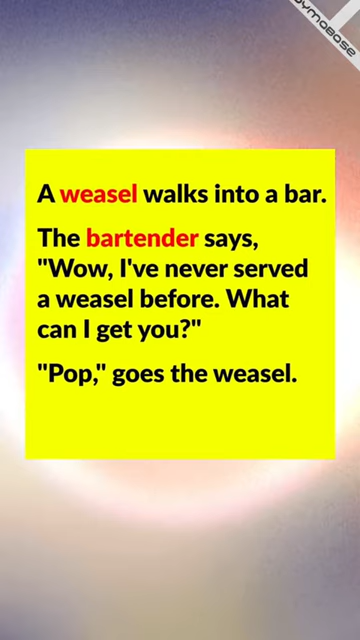 A weasel walks into a bar.
The bartender says,
"Wow, I've never served
a weasel before. What
can I get you?"
"Pop," goes the weasel.